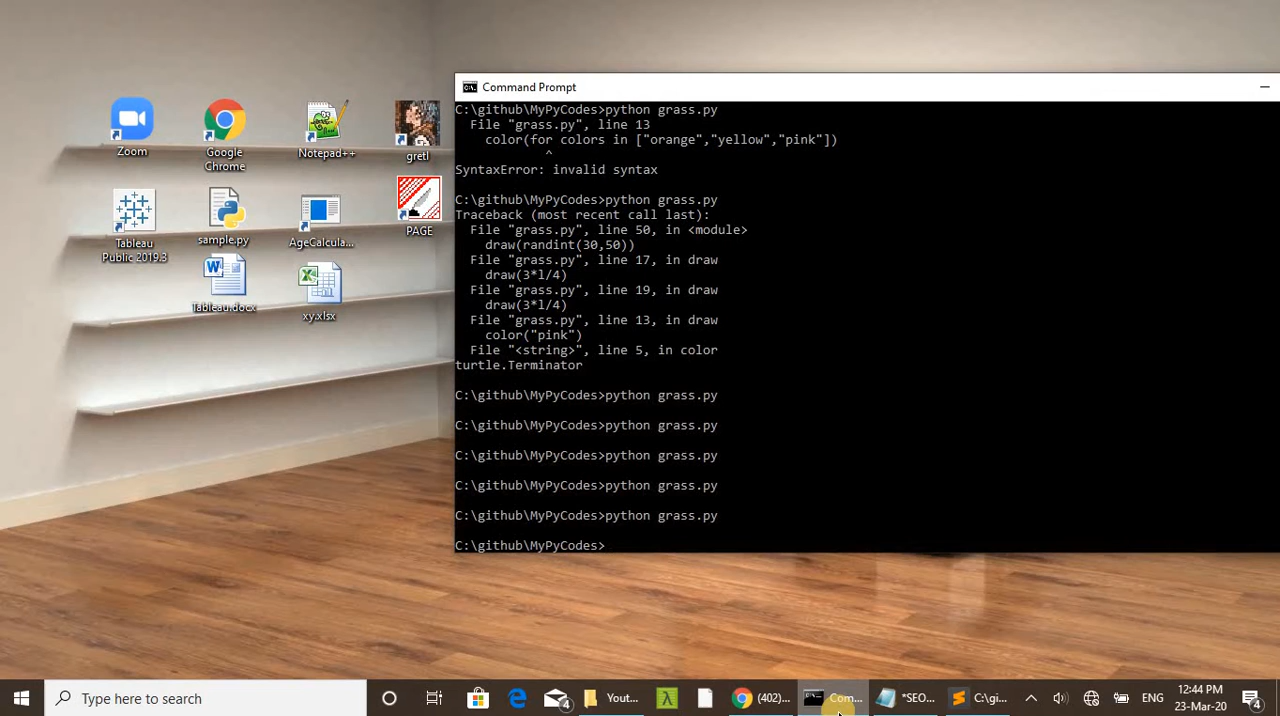 Command Prompt
C:\github\MyPyCodes>python grass.py
File "grass.py", line 13
color(for colors in ["orange","yellow","pink"])
^
SyntaxError: invalid syntax
C:\github\MyPyCodes>python grass.py
Traceback (most recent call last):
File "grass.py", line 50, in <module>
draw(randint(30,50))
File "grass.py", line 17, in draw
draw(3*l/4)
File "grass.py", line 19, in draw
draw(3*l/4)
File "grass.py", line 13, in draw
color("pink")
File "<string>", line 5, in color
turtle.Terminator
C:\github\MyPyCodes>python grass.py
C:\github\MyPyCodes>python grass.py
C:\github\MyPyCodes>python grass.py
C:\github\MyPyCodes>python grass.py
C:\github\MyPyCodes>python grass.py
C:\github\MyPyCodes>
Zoom
Google
Chrome
Notepad++
gretl
Tableau
Public 2019.3
sample.py
AgeCalcula...
PAGE
Tableau.docx
xy.xlsx
Type here to search
4
Yout...
(402)...
Com...
*SEO...
C:\gi...
ENG
12:44 PM
23-Mar-20
4